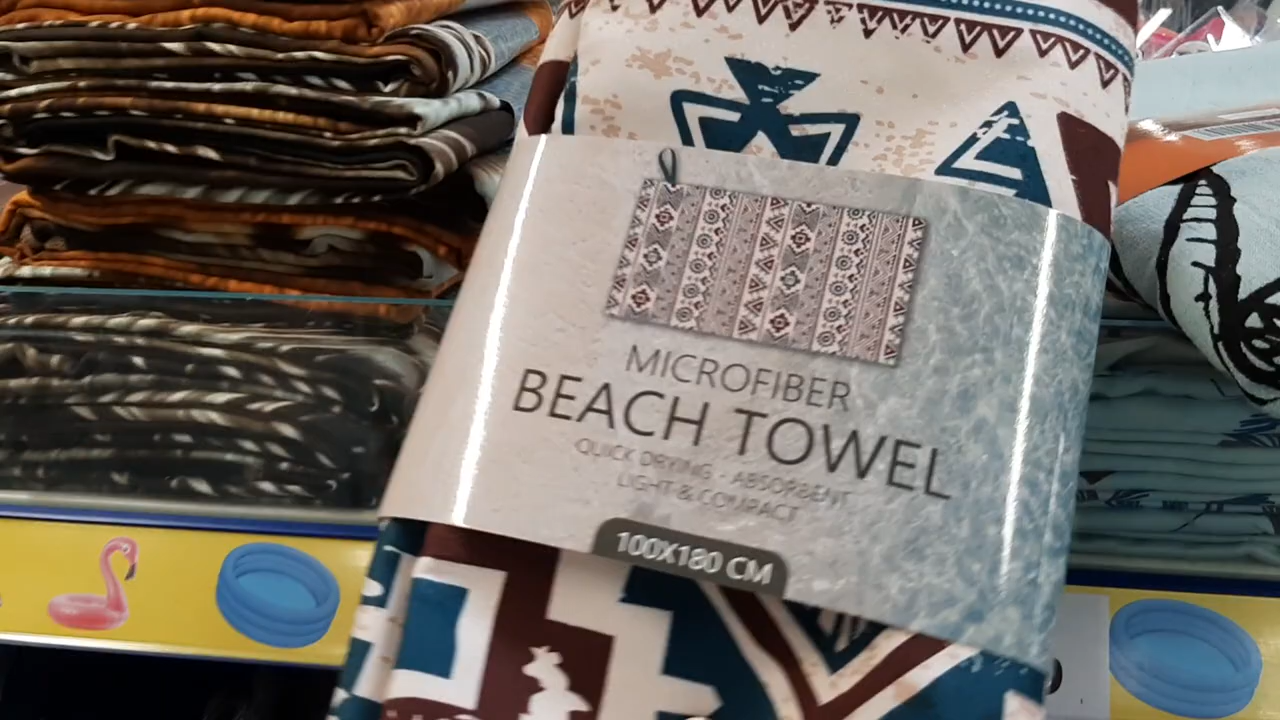 MICROFIBER
BEACH TOWEL
QUICK DRYING - ABSORBENT
LIGHT & COMPACT
100X180 CM